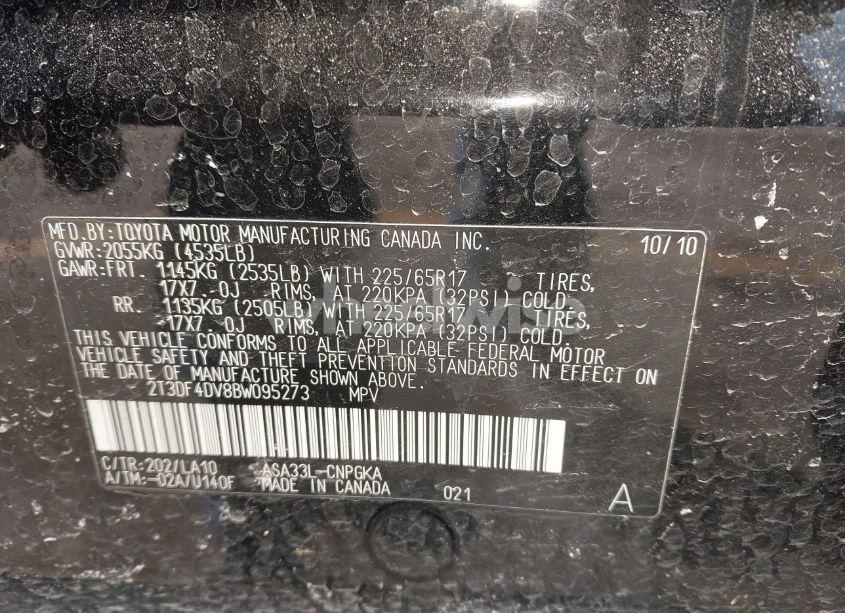 MFD.BY:TOYOTA MOTOR MANUFACTURING CANADA INC. 10/10
GVWR-2055KG (4535LB)
GAWR:FRT. 1145KG (2535LB) WITH 225/65R17 TIRES,
17X7 OJ RIMS, AT 220KPA (32PSI) COLD.
RR. 1135KG (2505LB) WITH 225/65R17 TIRES,
17X7 OJ RIMS, AT 220KPA (32PSI) COLD.
THIS VEHICLE CONFORMS TO ALL APPLICABLE FEDERAL MOTOR
VEHICLE SAFETY AND THEFT PREVENTION STANDARDS IN EFFECT ON
THE DATE OF MANUFACTURE SHOWN ABOVE.
2T3DF4DV8BW095273 MPV
C/TR:202/LA10 ASA33L-CNPGKA
A/TM:-02A/U140F MADE IN CANADA 021 A